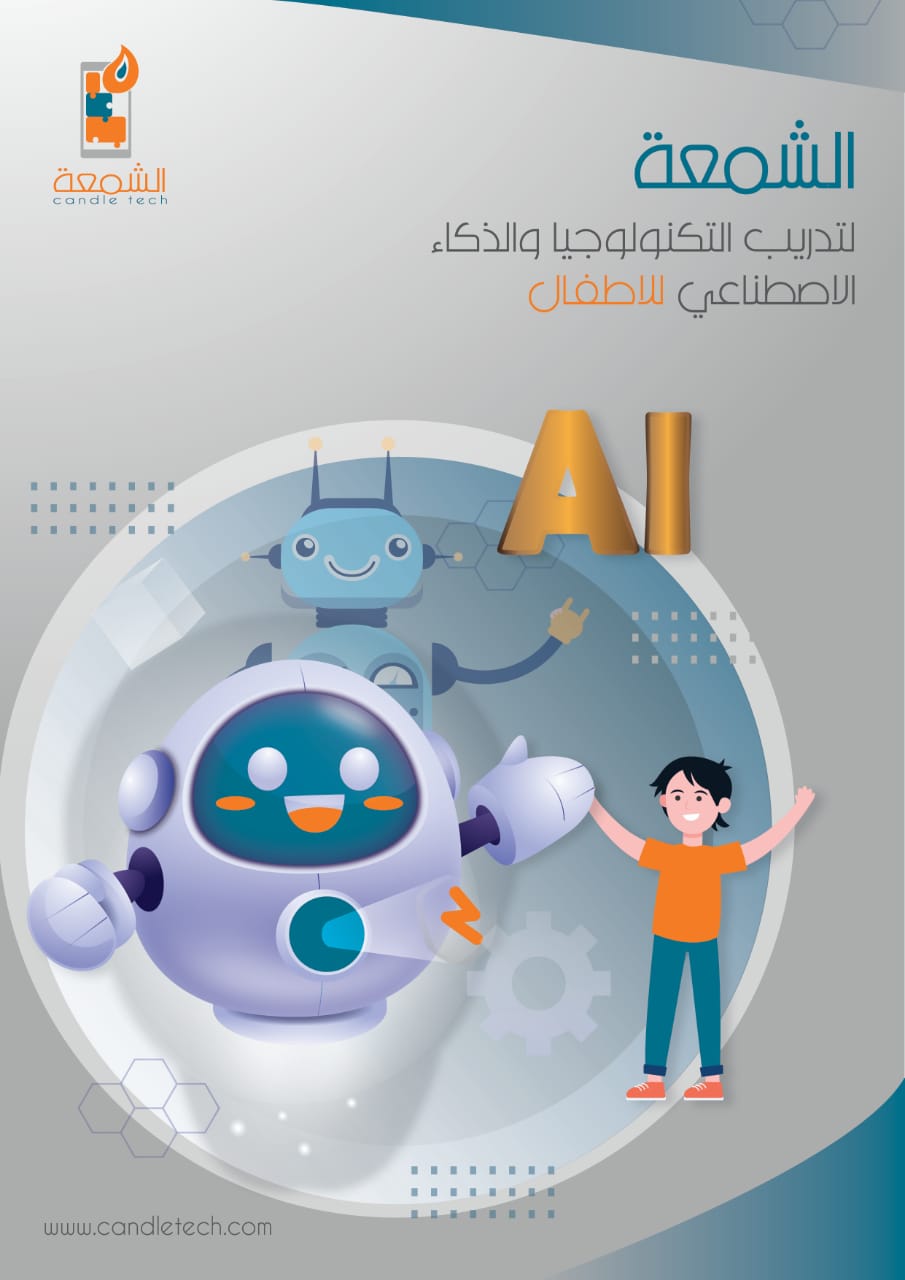 الشمعة
candle tech
الشمعة
لتدريب التكنولوجيا والذكاء
الاصطناعي للاطفال
AI
www.candletech.com